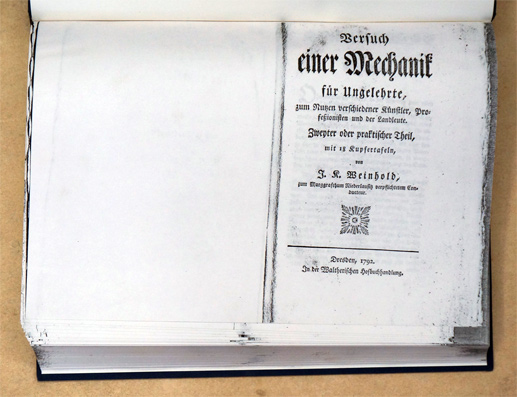 Versuch
einer Mechanik
für Ungelehrte,
zum Nutzen verschiedener Künstler, Pro-
feßionisten und der Landleute.
Zweyter oder praktischer Theil,
mit 18 Kupfertafeln,
von
J. K. Weinhold,
zum Marggrafthum Niederlausitz verpflichtetem Con-
ducteur.
Dresden, 1792.
In der Waltherischen Hofbuchhandlung.